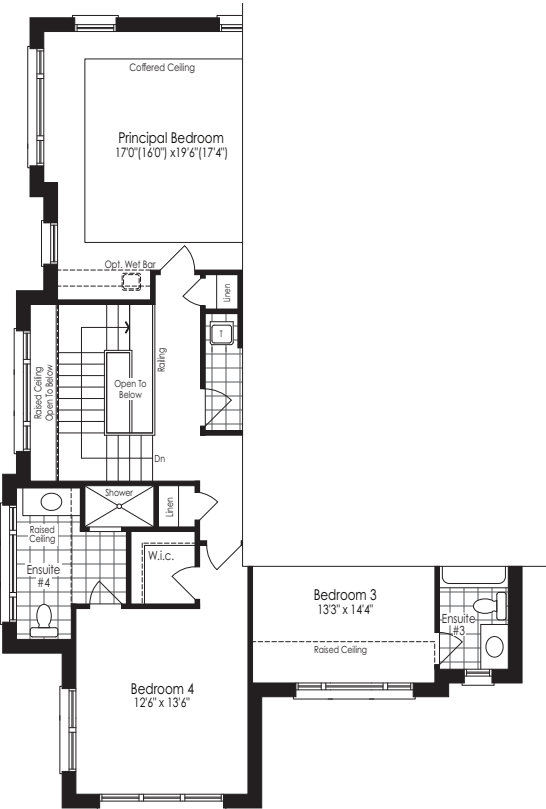 Coffered Ceiling
Principal Bedroom
17'0"(16'0") x19'6"(17'4")
Opt. Wet Bar
Linen
T
Railing
Raised Ceiling
Open To Below
Open To
Below
Dn
Shower
Linen
Raised
Ceiling
W.i.c.
Ensuite
#4
Bedroom 3
13'3" x 14'4"
Ensuite
#3
Raised Ceiling
Bedroom 4
12'6" x 13'6"